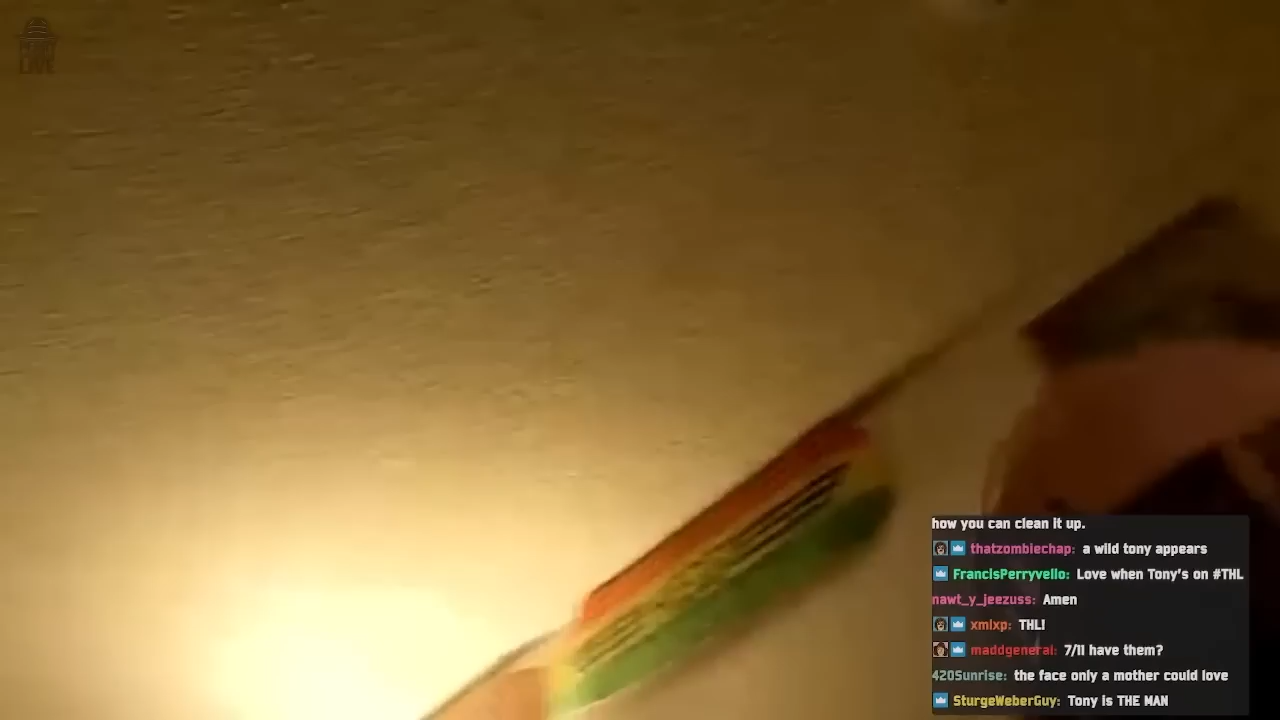 how you can clean it up.
thatzombiechap: a wild tony appears
FrancisPerryvello: Love when Tony's on #THL
nawt_y_jeezuss: Amen
xmlxp: THL!
maddgeneral: 7/11 have them?
420Sunrise: the face only a mother could love
SturgeWeberGuy: Tony is THE MAN